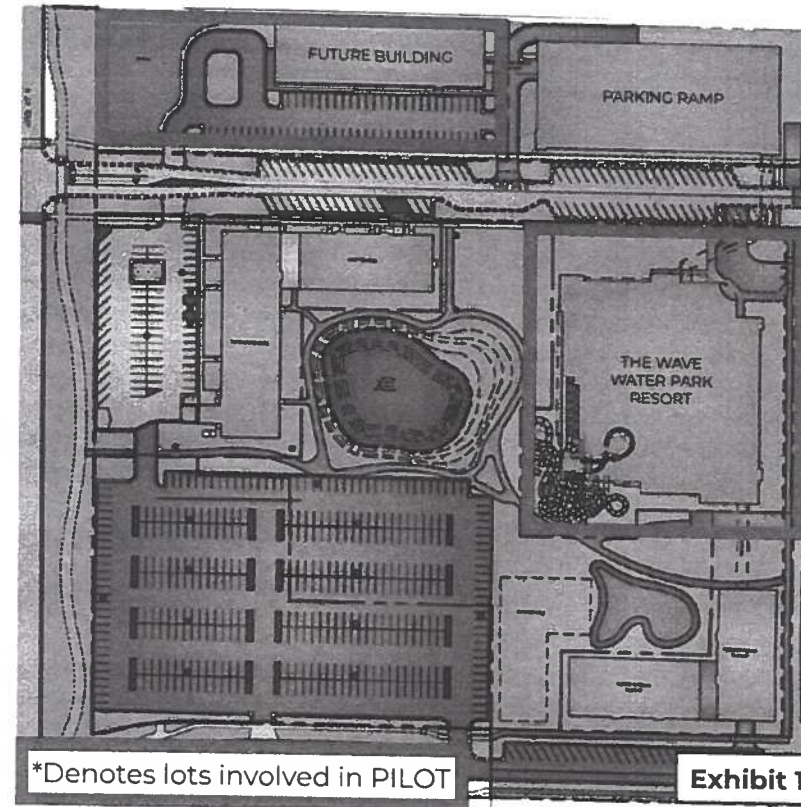 FUTURE BUILDING
PARKING RAMP
THE WAVE
WATER PARK
RESORT
*Denotes lots involved in PILOT
Exhibit 1